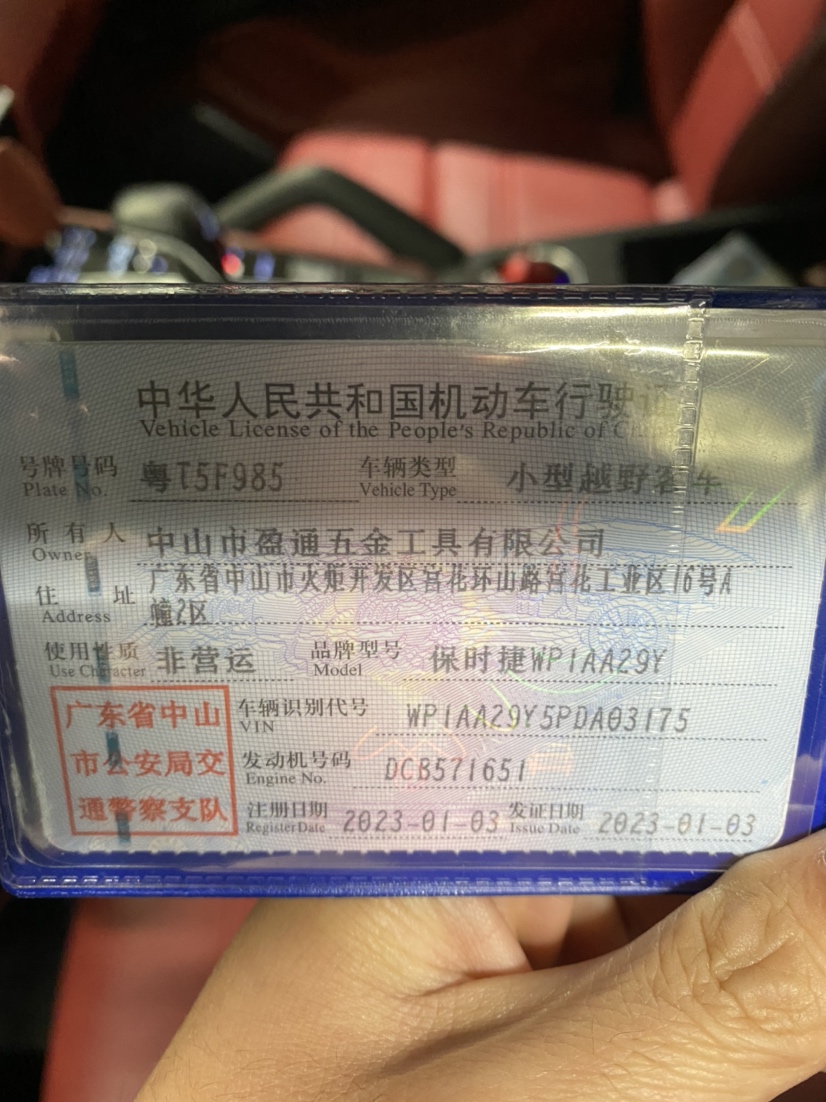 中华人民共和国机动车行驶证
Vehicle License of the People's Republic of China
号牌号码 粤T5F985 车辆类型 小型越野客车
Plate No. Vehicle Type
所有人 中山市盈通五金工具有限公司
Owner
住址 广东省中山市火炬开发区宫花环山路宫花工业区16号A
Address 幢2区
使用性质 非营运 品牌型号 保时捷WP1AA29Y
Use Character Model
广东省中山
市公安局交
通警察支队
车辆识别代号 WP1AA29Y5PDA03175
VIN
发动机号码 DCB571651
Engine No.
注册日期 2023-01-03 发证日期 2023-01-03
Register Date Issue Date